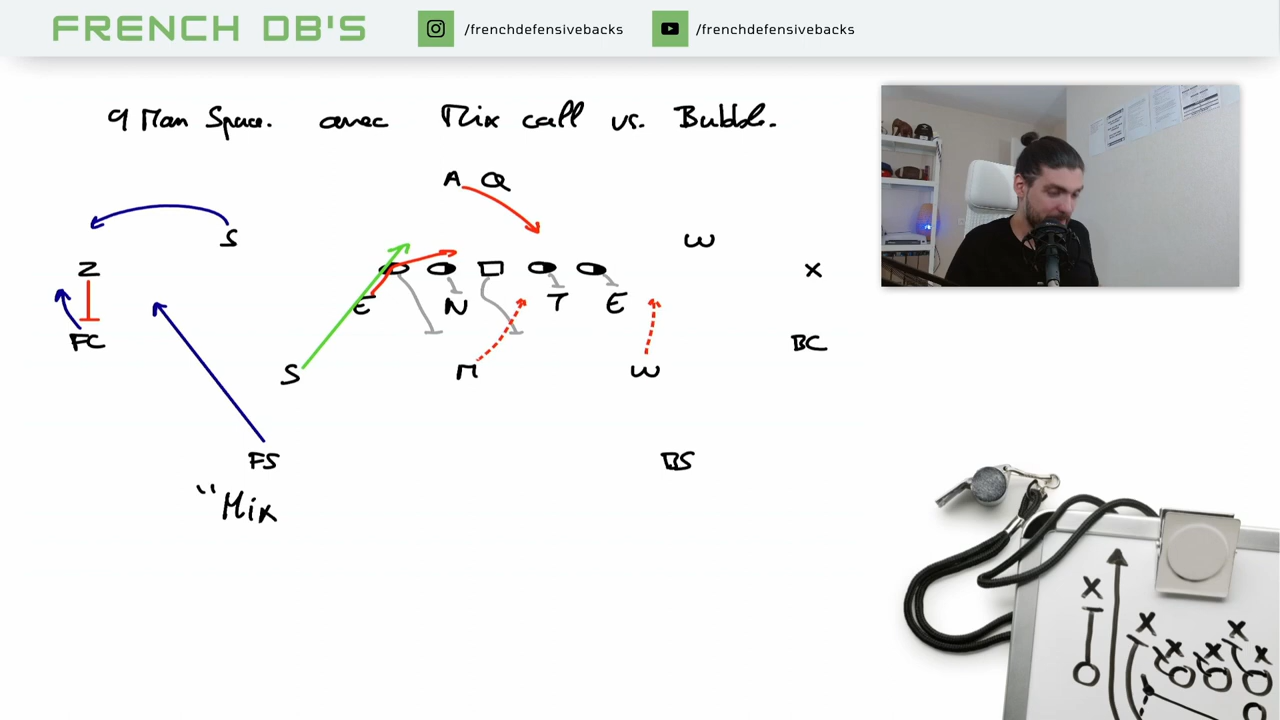 FRENCH DB'S /frenchdefensivebacks /frenchdefensivebacks
9 Man Space. avec Mix call vs. Bubble.
A Q
S W
Z X
E N T E
FC BC
S M W
FS BS
"Mix
X
X X X X